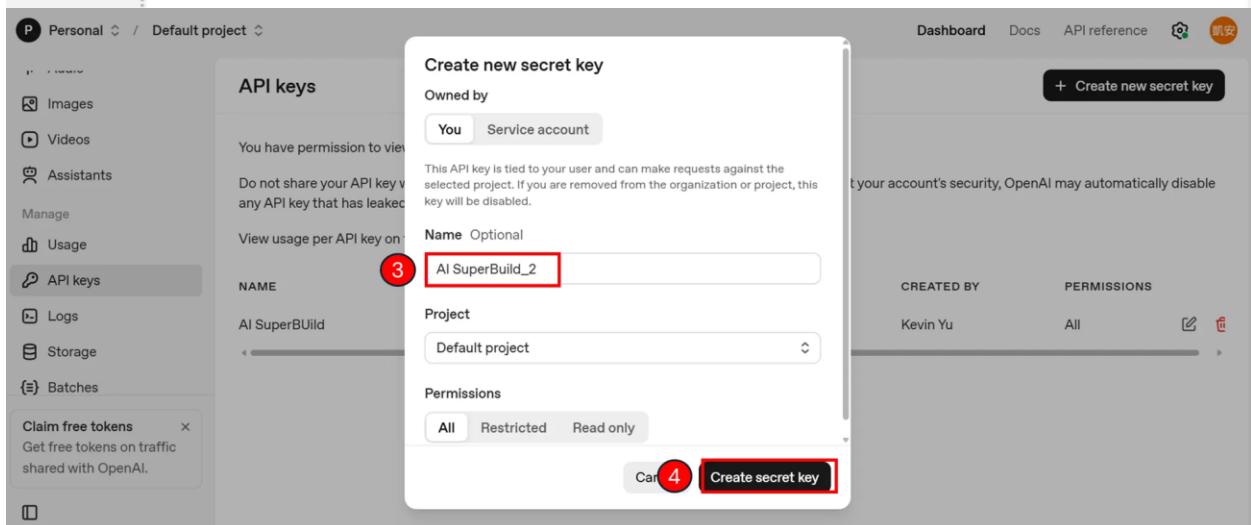 P Personal / Default project
Dashboard Docs API reference 凱安
Images
Videos
Assistants
Manage
Usage
API keys
Logs
Storage
Batches
Claim free tokens
Get free tokens on traffic
shared with OpenAI.
API keys
+ Create new secret key
You have permission to view
Do not share your API key
t your account's security, OpenAI may automatically disable
any API key that has leaked
View usage per API key on
NAME
CREATED BY
PERMISSIONS
AI SuperBUild
Kevin Yu
All
Create new secret key
Owned by
You Service account
This API key is tied to your user and can make requests against the
selected project. If you are removed from the organization or project, this
key will be disabled.
Name Optional
3 AI SuperBuild_2
Project
Default project
Permissions
All Restricted Read only
4 Create secret key